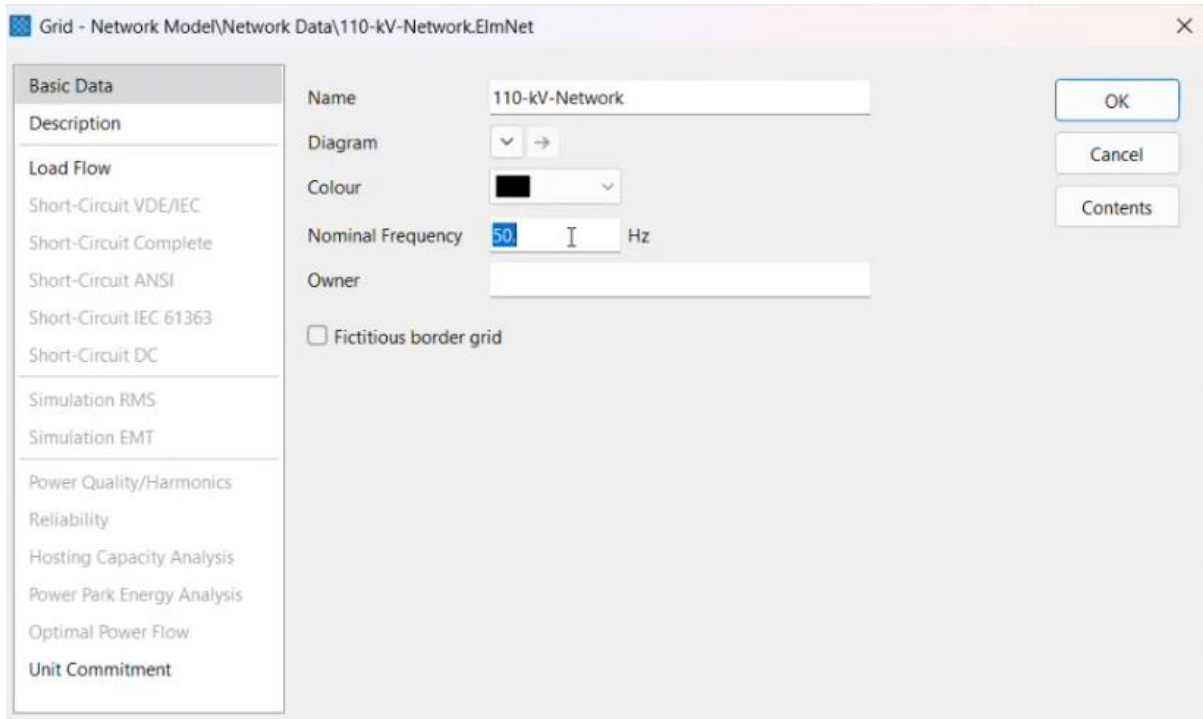 Grid - Network Model\Network Data\110-kV-Network.ElmNet
Basic Data
Description
Load Flow
Short-Circuit VDE/IEC
Short-Circuit Complete
Short-Circuit ANSI
Short-Circuit IEC 61363
Short-Circuit DC
Simulation RMS
Simulation EMT
Power Quality/Harmonics
Reliability
Hosting Capacity Analysis
Power Park Energy Analysis
Optimal Power Flow
Unit Commitment
Name 110-kV-Network
Diagram
Colour
Nominal Frequency 50, Hz
Owner
Fictitious border grid
OK
Cancel
Contents